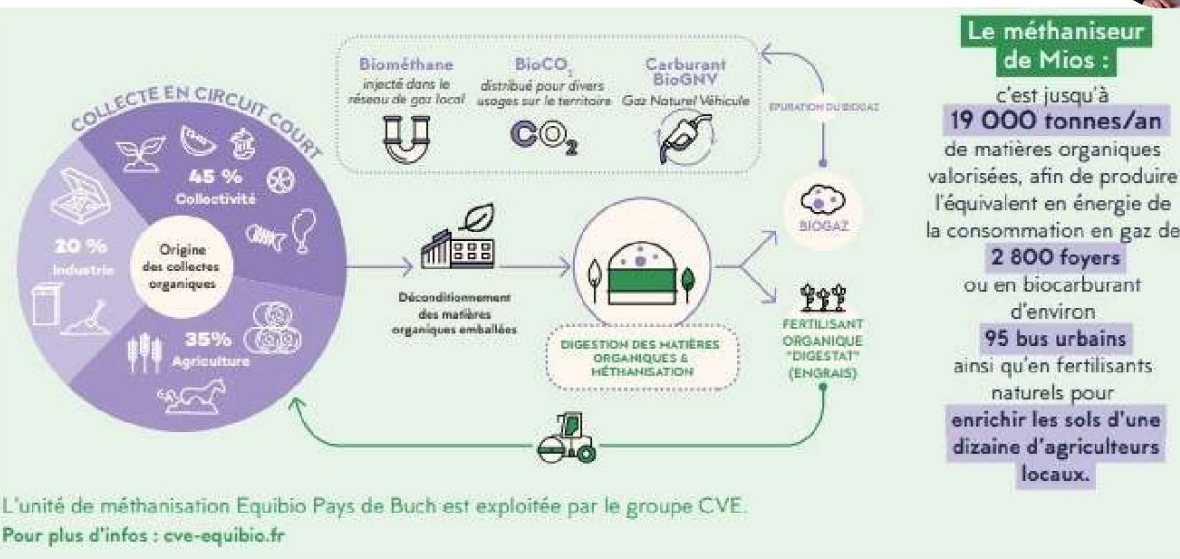 COLLECTE EN CIRCUIT COURT
45 %
Collectivité
20 %
Industrie
Origine
des collectes
organiques
35%
Agriculture
Biométhane
injecté dans le
réseau de gaz local
BioCO₂
distribué pour divers
usages sur le territoire
CO₂
Carburant
BioGNV
Gaz Naturel Véhicule
EPURATION DU BIOGAZ
BIOGAZ
Déconditionnement
des matières
organiques emballées
DIGESTION DES MATIÈRES
ORGANIQUES &
MÉTHANISATION
FERTILISANT
ORGANIQUE
"DIGESTAT"
(ENGRAIS)
Le méthaniseur
de Mios :
c'est jusqu'à
19 000 tonnes/an
de matières organiques
valorisées, afin de produire
l'équivalent en énergie de
la consommation en gaz de
2 800 foyers
ou en biocarburant
d'environ
95 bus urbains
ainsi qu'en fertilisants
naturels pour
enrichir les sols d'une
dizaine d'agriculteurs
locaux.
L'unité de méthanisation Equibio Pays de Buch est exploitée par le groupe CVE.
Pour plus d'infos : cve-equibio.fr